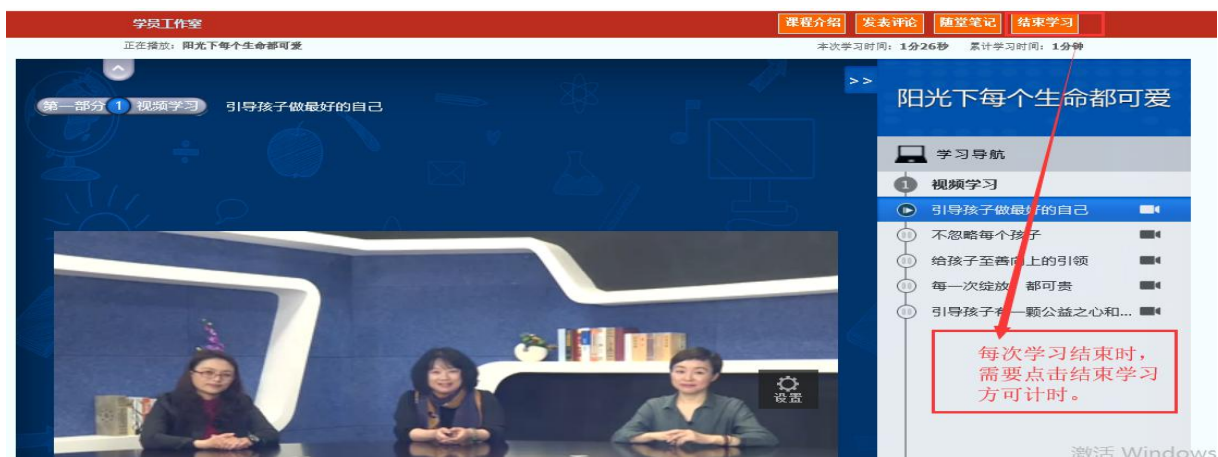 学员工作室
课程介绍 发表评论 随堂笔记 结束学习
正在播放：阳光下每个生命都可爱
本次学习时间：1分26秒 累计学习时间：1分钟
第一部分 1 视频学习 引导孩子做最好的自己
>>
阳光下每个生命都可爱
学习导航
1 视频学习
引导孩子做最好的自己
不忽略每个孩子
给孩子至善向上的引领
每一次绽放，都可贵
引导孩子有一颗公益之心和...
每次学习结束时，
需要点击结束学习
方可计时。
设置
激活 Windows